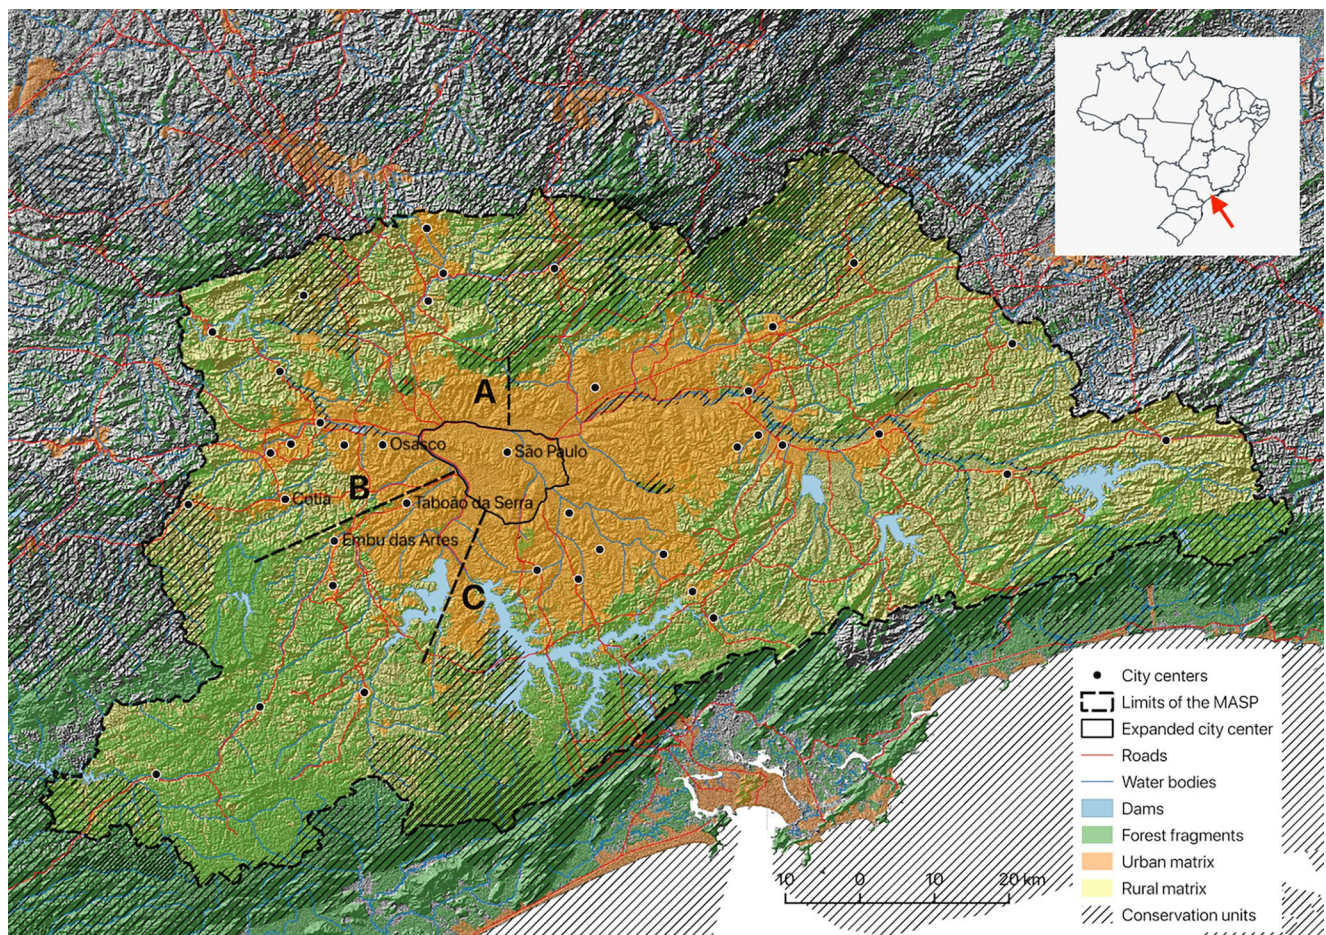 A
Osasco
São Paulo
B
Cotia
Taboão da Serra
Embu das Artes
C
City centers
Limits of the MASP
Expanded city center
Roads
Water bodies
Dams
Forest fragments
Urban matrix
Rural matrix
Conservation units
10 0 10 20 km